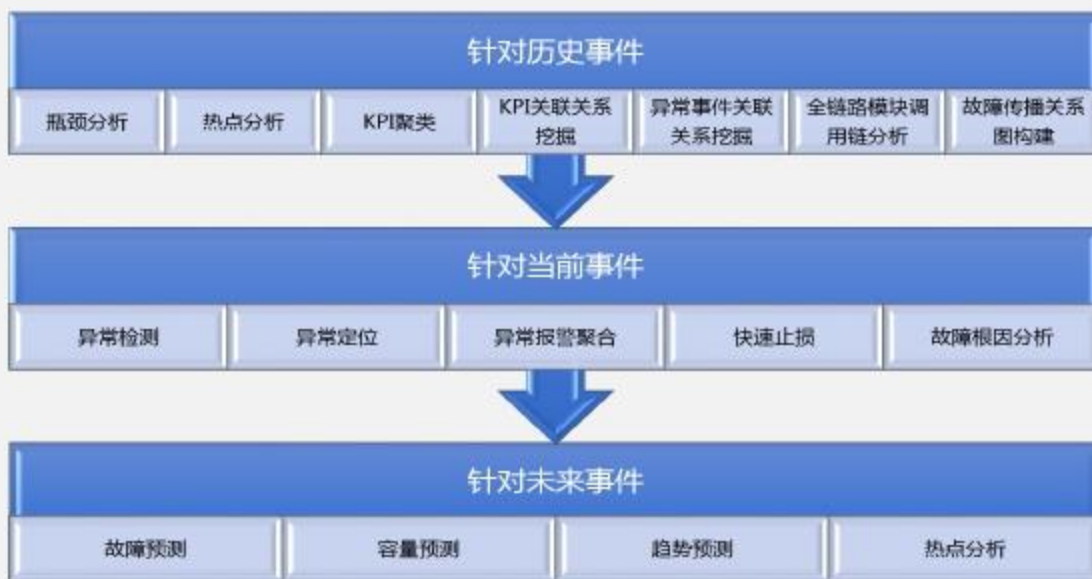 针对历史事件
瓶颈分析
热点分析
KPI聚类
KPI关联关系
挖掘
异常事件关联
关系挖掘
全链路模块调
用链分析
故障传播关系
图构建
针对当前事件
异常检测
异常定位
异常报警聚合
快速止损
故障根因分析
针对未来事件
故障预测
容量预测
趋势预测
热点分析